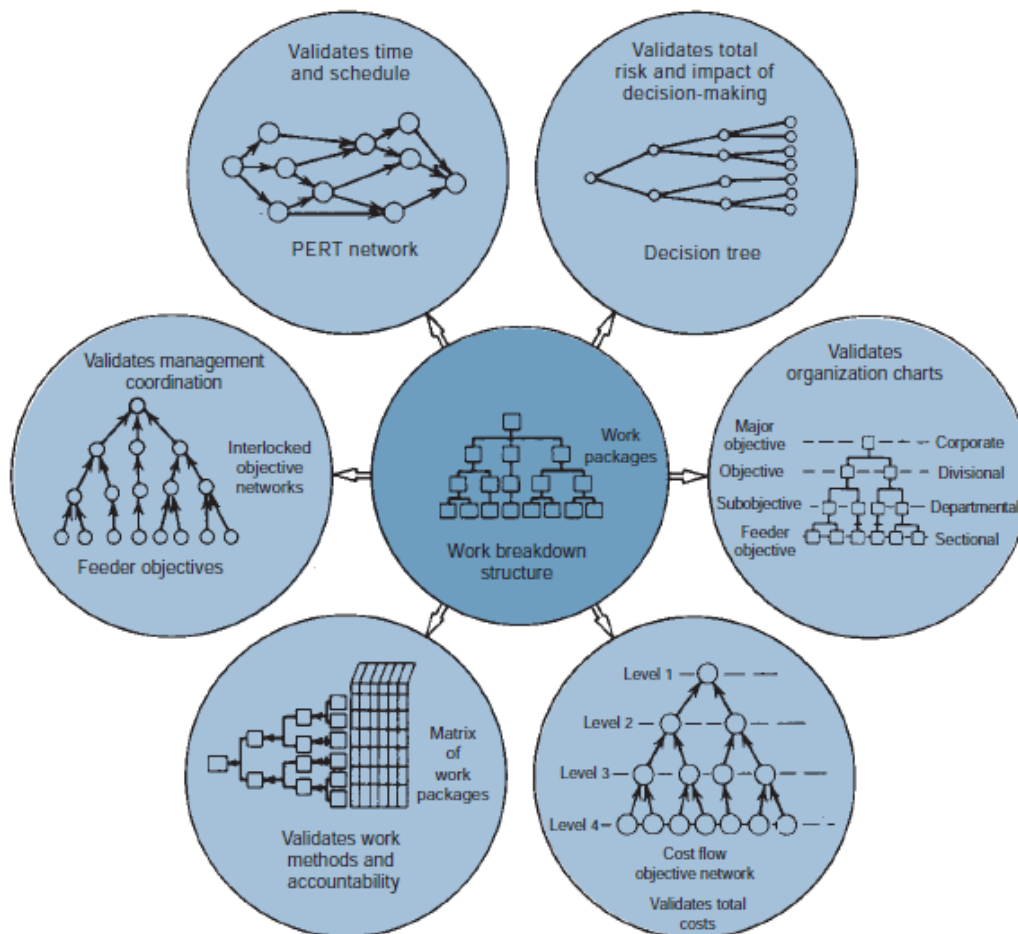 Validates time
and schedule
PERT network
Validates total
risk and impact of
decision-making
Decision tree
Validates management
coordination
Interlocked
objective
networks
Feeder objectives
Work
packages
Work breakdown
structure
Validates
organization charts
Major
objective
Corporate
Objective
Divisional
Subobjective
Departmental
Feeder
objective
Sectional
Matrix
of
work
packages
Validates work
methods and
accountability
Level 1
Level 2
Level 3
Level 4
Cost flow
objective network
Validates total
costs